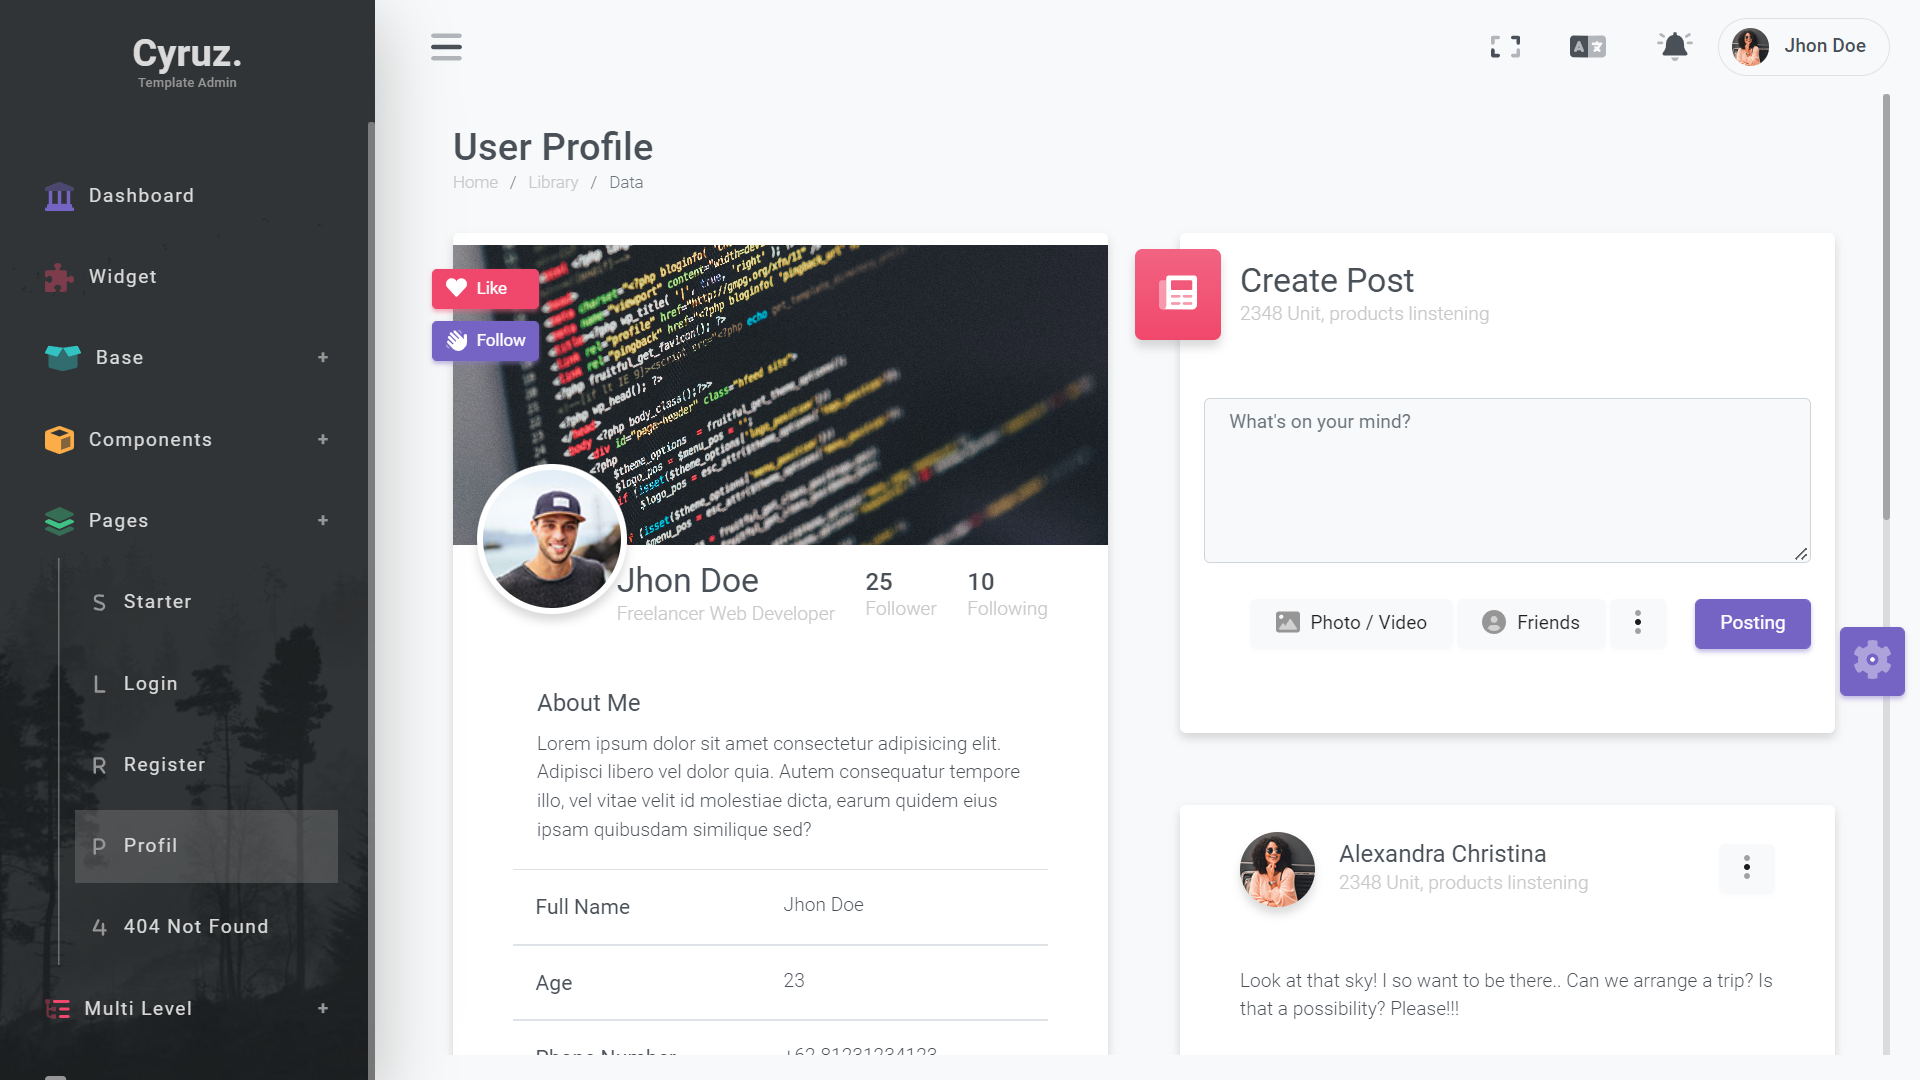 Cyruz.
Template Admin
Dashboard
Widget
Base +
Components +
Pages +
S Starter
L Login
R Register
P Profil
4 404 Not Found
Multi Level +
A
Jhon Doe
User Profile
Home / Library / Data
Like
Follow
Jhon Doe
Freelancer Web Developer
25
Follower
10
Following
About Me
Lorem ipsum dolor sit amet consectetur adipisicing elit.
Adipisci libero vel dolor quia. Autem consequatur tempore
illo, vel vitae velit id molestiae dicta, earum quidem eius
ipsam quibusdam similique sed?
Full Name Jhon Doe
Age 23
Phone Number +62 81231234123
Create Post
2348 Unit, products linstening
What's on your mind?
Photo / Video
Friends
Posting
Alexandra Christina
2348 Unit, products linstening
Look at that sky! I so want to be there.. Can we arrange a trip? Is
that a possibility? Please!!!